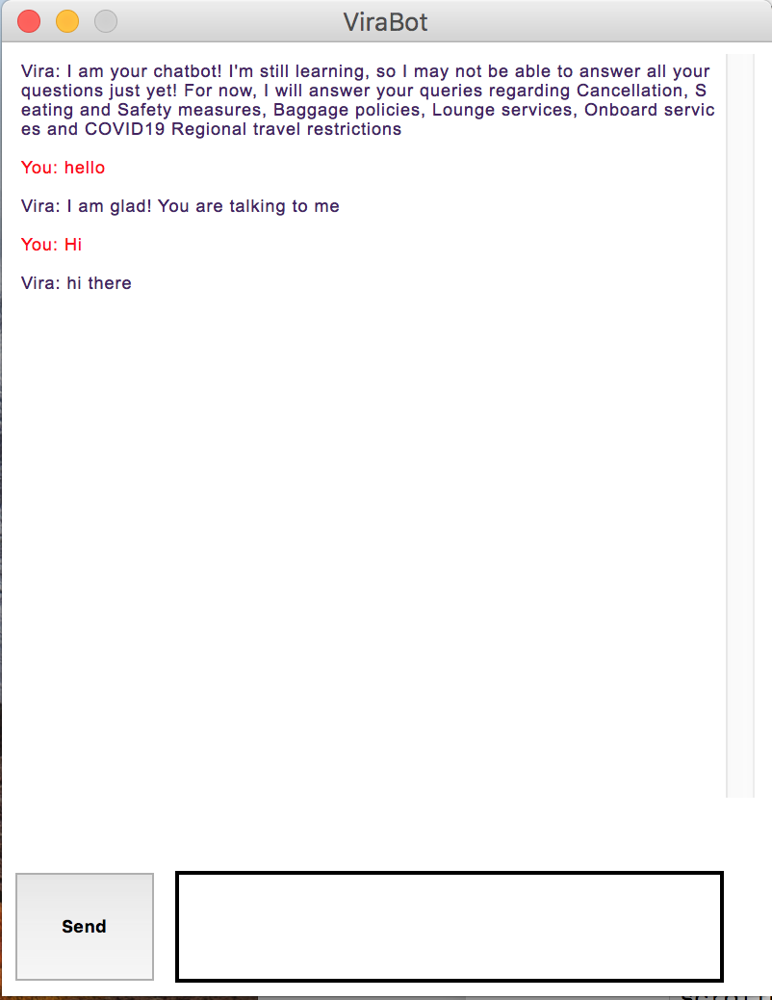 ViraBot
Vira: I am your chatbot! I'm still learning, so I may not be able to answer all your
questions just yet! For now, I will answer your queries regarding Cancellation, S
eating and Safety measures, Baggage policies, Lounge services, Onboard servic
es and COVID19 Regional travel restrictions
You: hello
Vira: I am glad! You are talking to me
You: Hi
Vira: hi there
Send